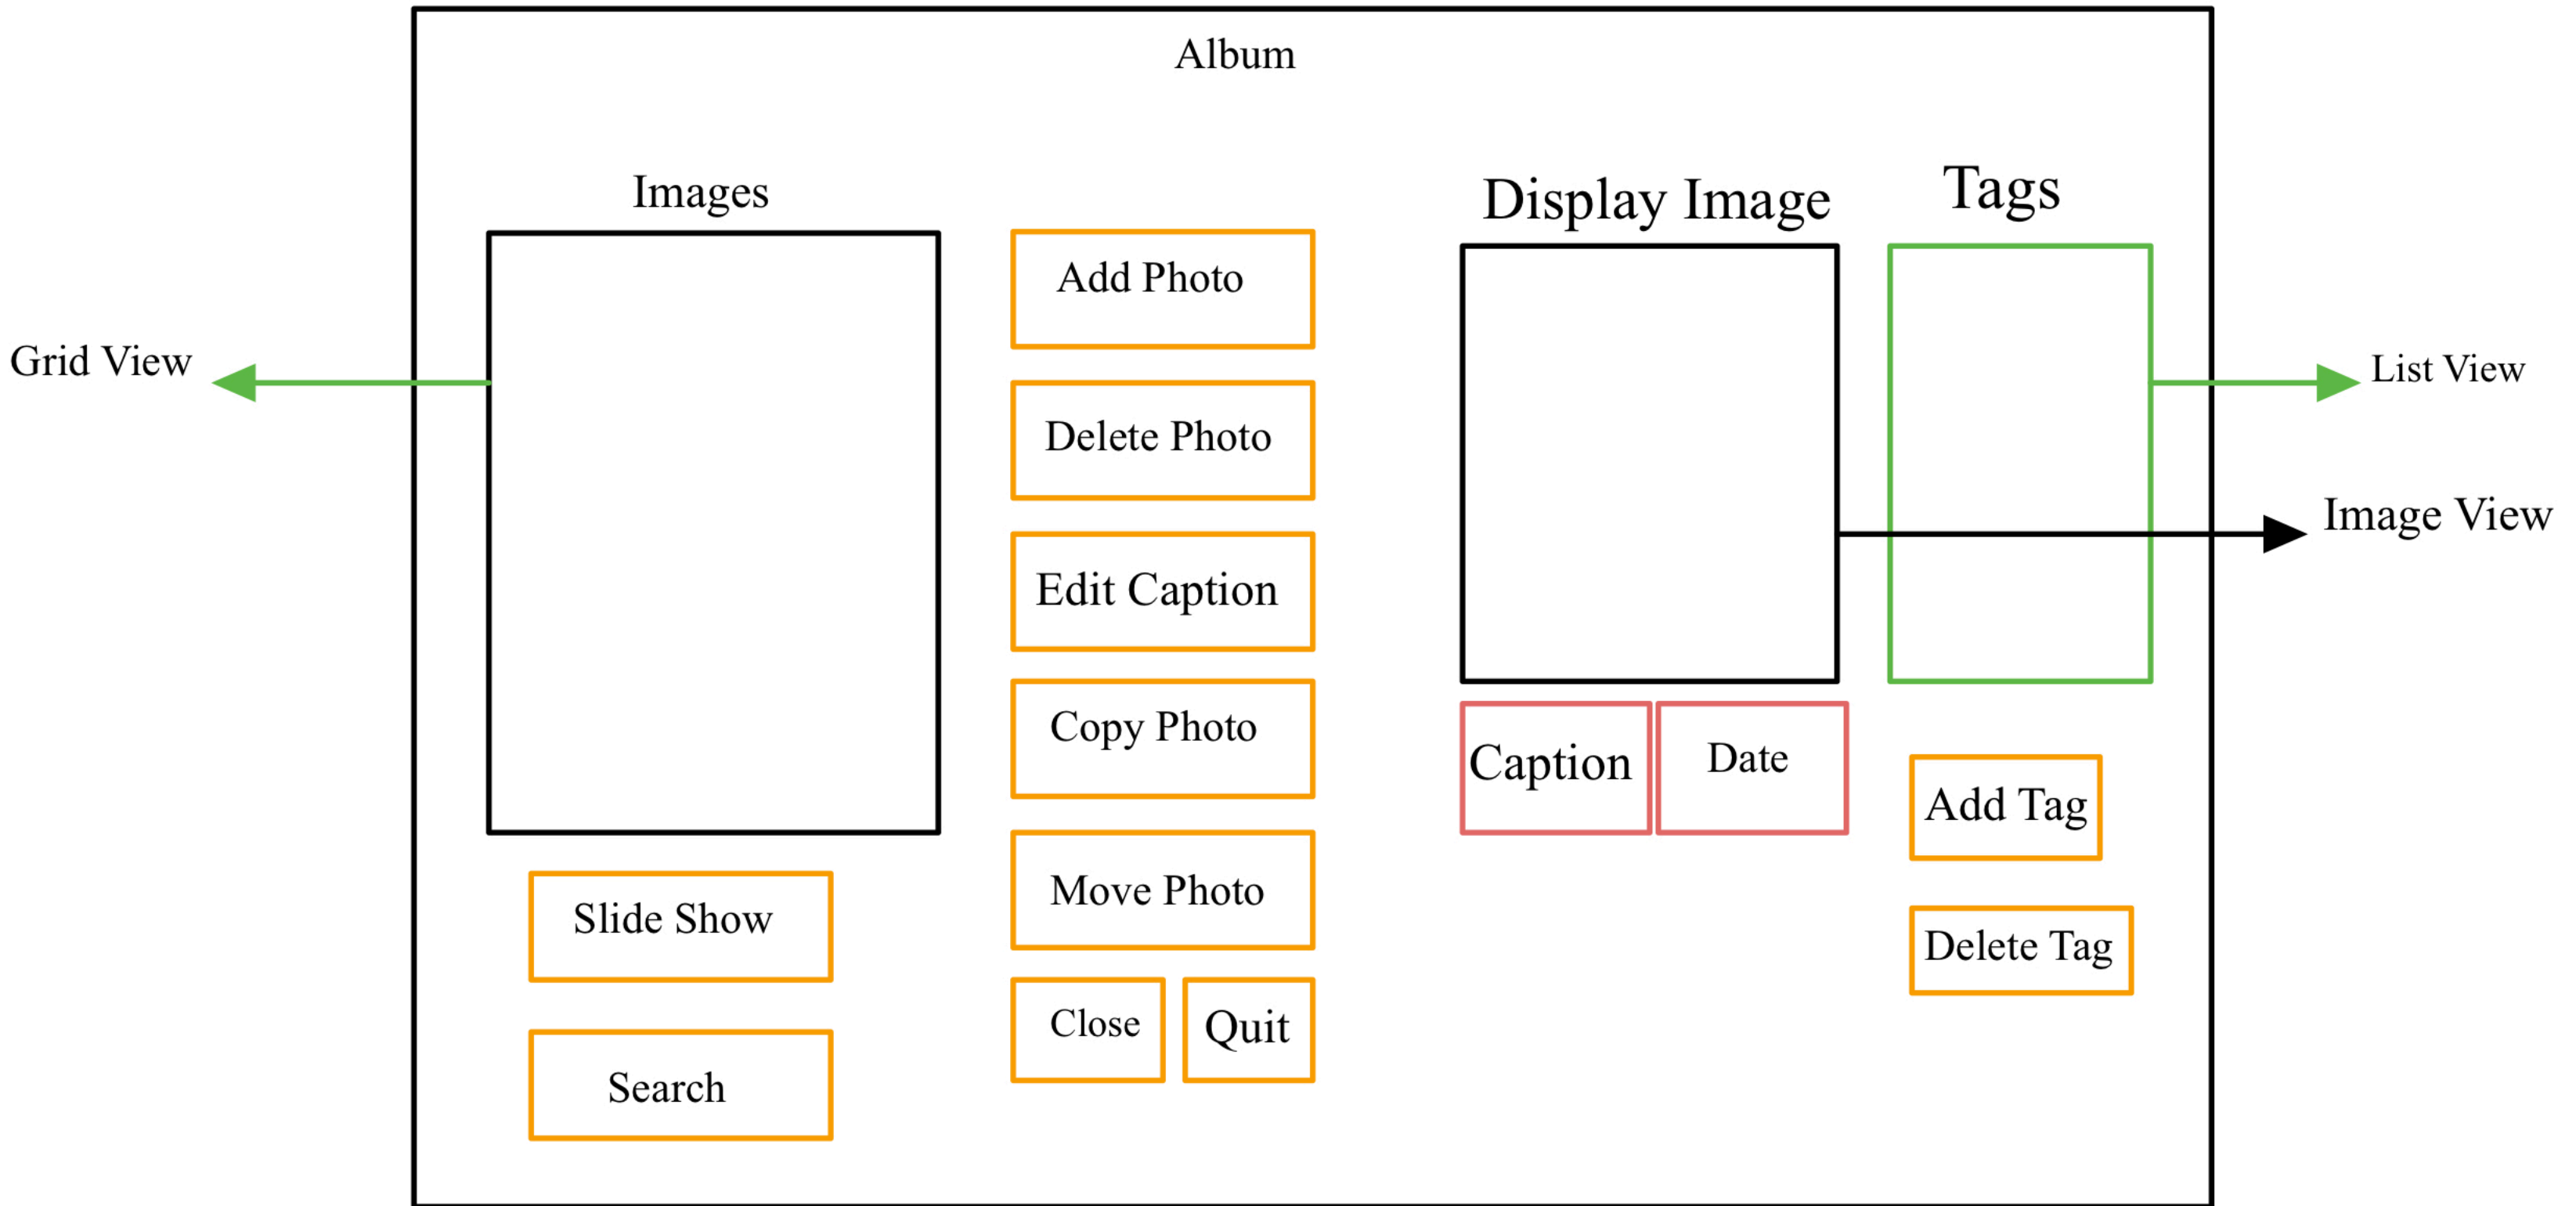 Album
Images
Display Image
Tags
Grid View
List View
Image View
Add Photo
Delete Photo
Edit Caption
Copy Photo
Move Photo
Close
Quit
Slide Show
Search
Caption
Date
Add Tag
Delete Tag